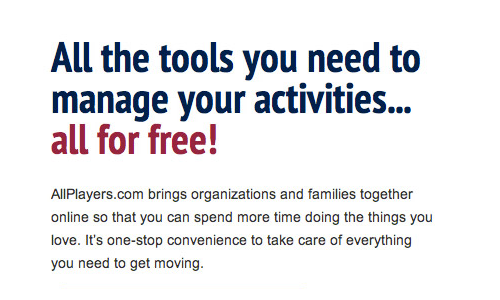 All the tools you need to
manage your activities...
all for free!
AllPlayers.com brings organizations and families together
online so that you can spend more time doing the things you
love. It's one-stop convenience to take care of everything
you need to get moving.